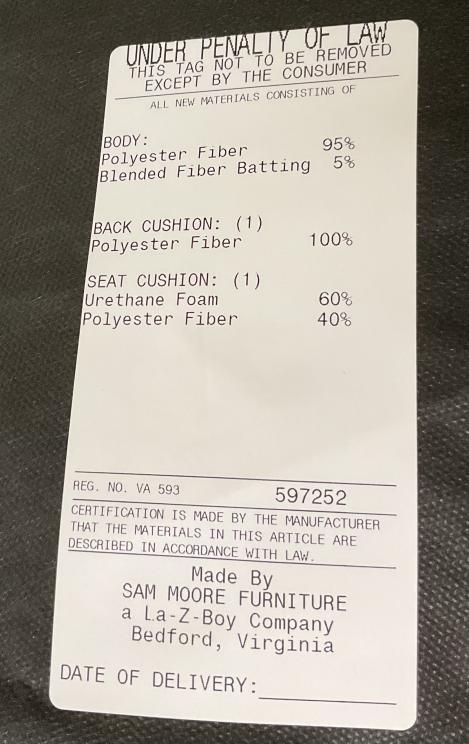 UNDER PENALTY OF LAW
THIS TAG NOT TO BE REMOVED
EXCEPT BY THE CONSUMER
ALL NEW MATERIALS CONSISTING OF
BODY:
Polyester Fiber 95%
Blended Fiber Batting 5%
BACK CUSHION: (1)
Polyester Fiber 100%
SEAT CUSHION: (1)
Urethane Foam 60%
Polyester Fiber 40%
REG. NO. VA 593 597252
CERTIFICATION IS MADE BY THE MANUFACTURER
THAT THE MATERIALS IN THIS ARTICLE ARE
DESCRIBED IN ACCORDANCE WITH LAW.
Made By
SAM MOORE FURNITURE
a La-Z-Boy Company
Bedford, Virginia
DATE OF DELIVERY: